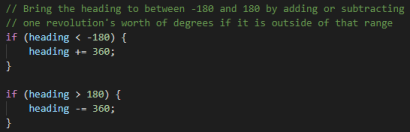 // Bring the heading to between -180 and 180 by adding or subtracting
// one revolution's worth of degrees if it is outside of that range
if (heading < -180) {
    heading += 360;
}

if (heading > 180) {
    heading -= 360;
}